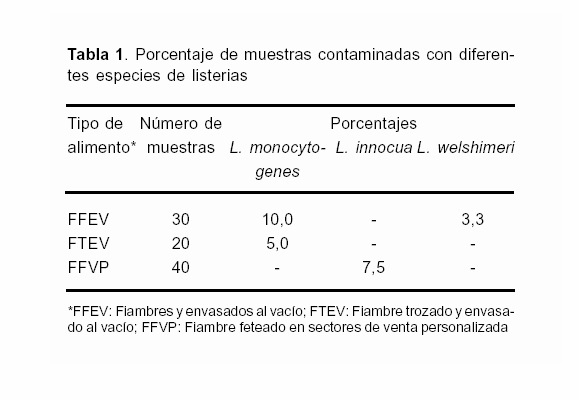 Tabla 1. Porcentaje de muestras contaminadas con diferen-
tes especies de listerias
Tipo de Número de Porcentajes
alimento* muestras L. monocyto- L. innocua L. welshimeri
genes
FFEV 30 10,0 - 3,3
FTEV 20 5,0 - -
FFVP 40 - 7,5 -
*FFEV: Fiambres y envasados al vacío; FTEV: Fiambre trozado y envasa-
do al vacío; FFVP: Fiambre feteado en sectores de venta personalizada